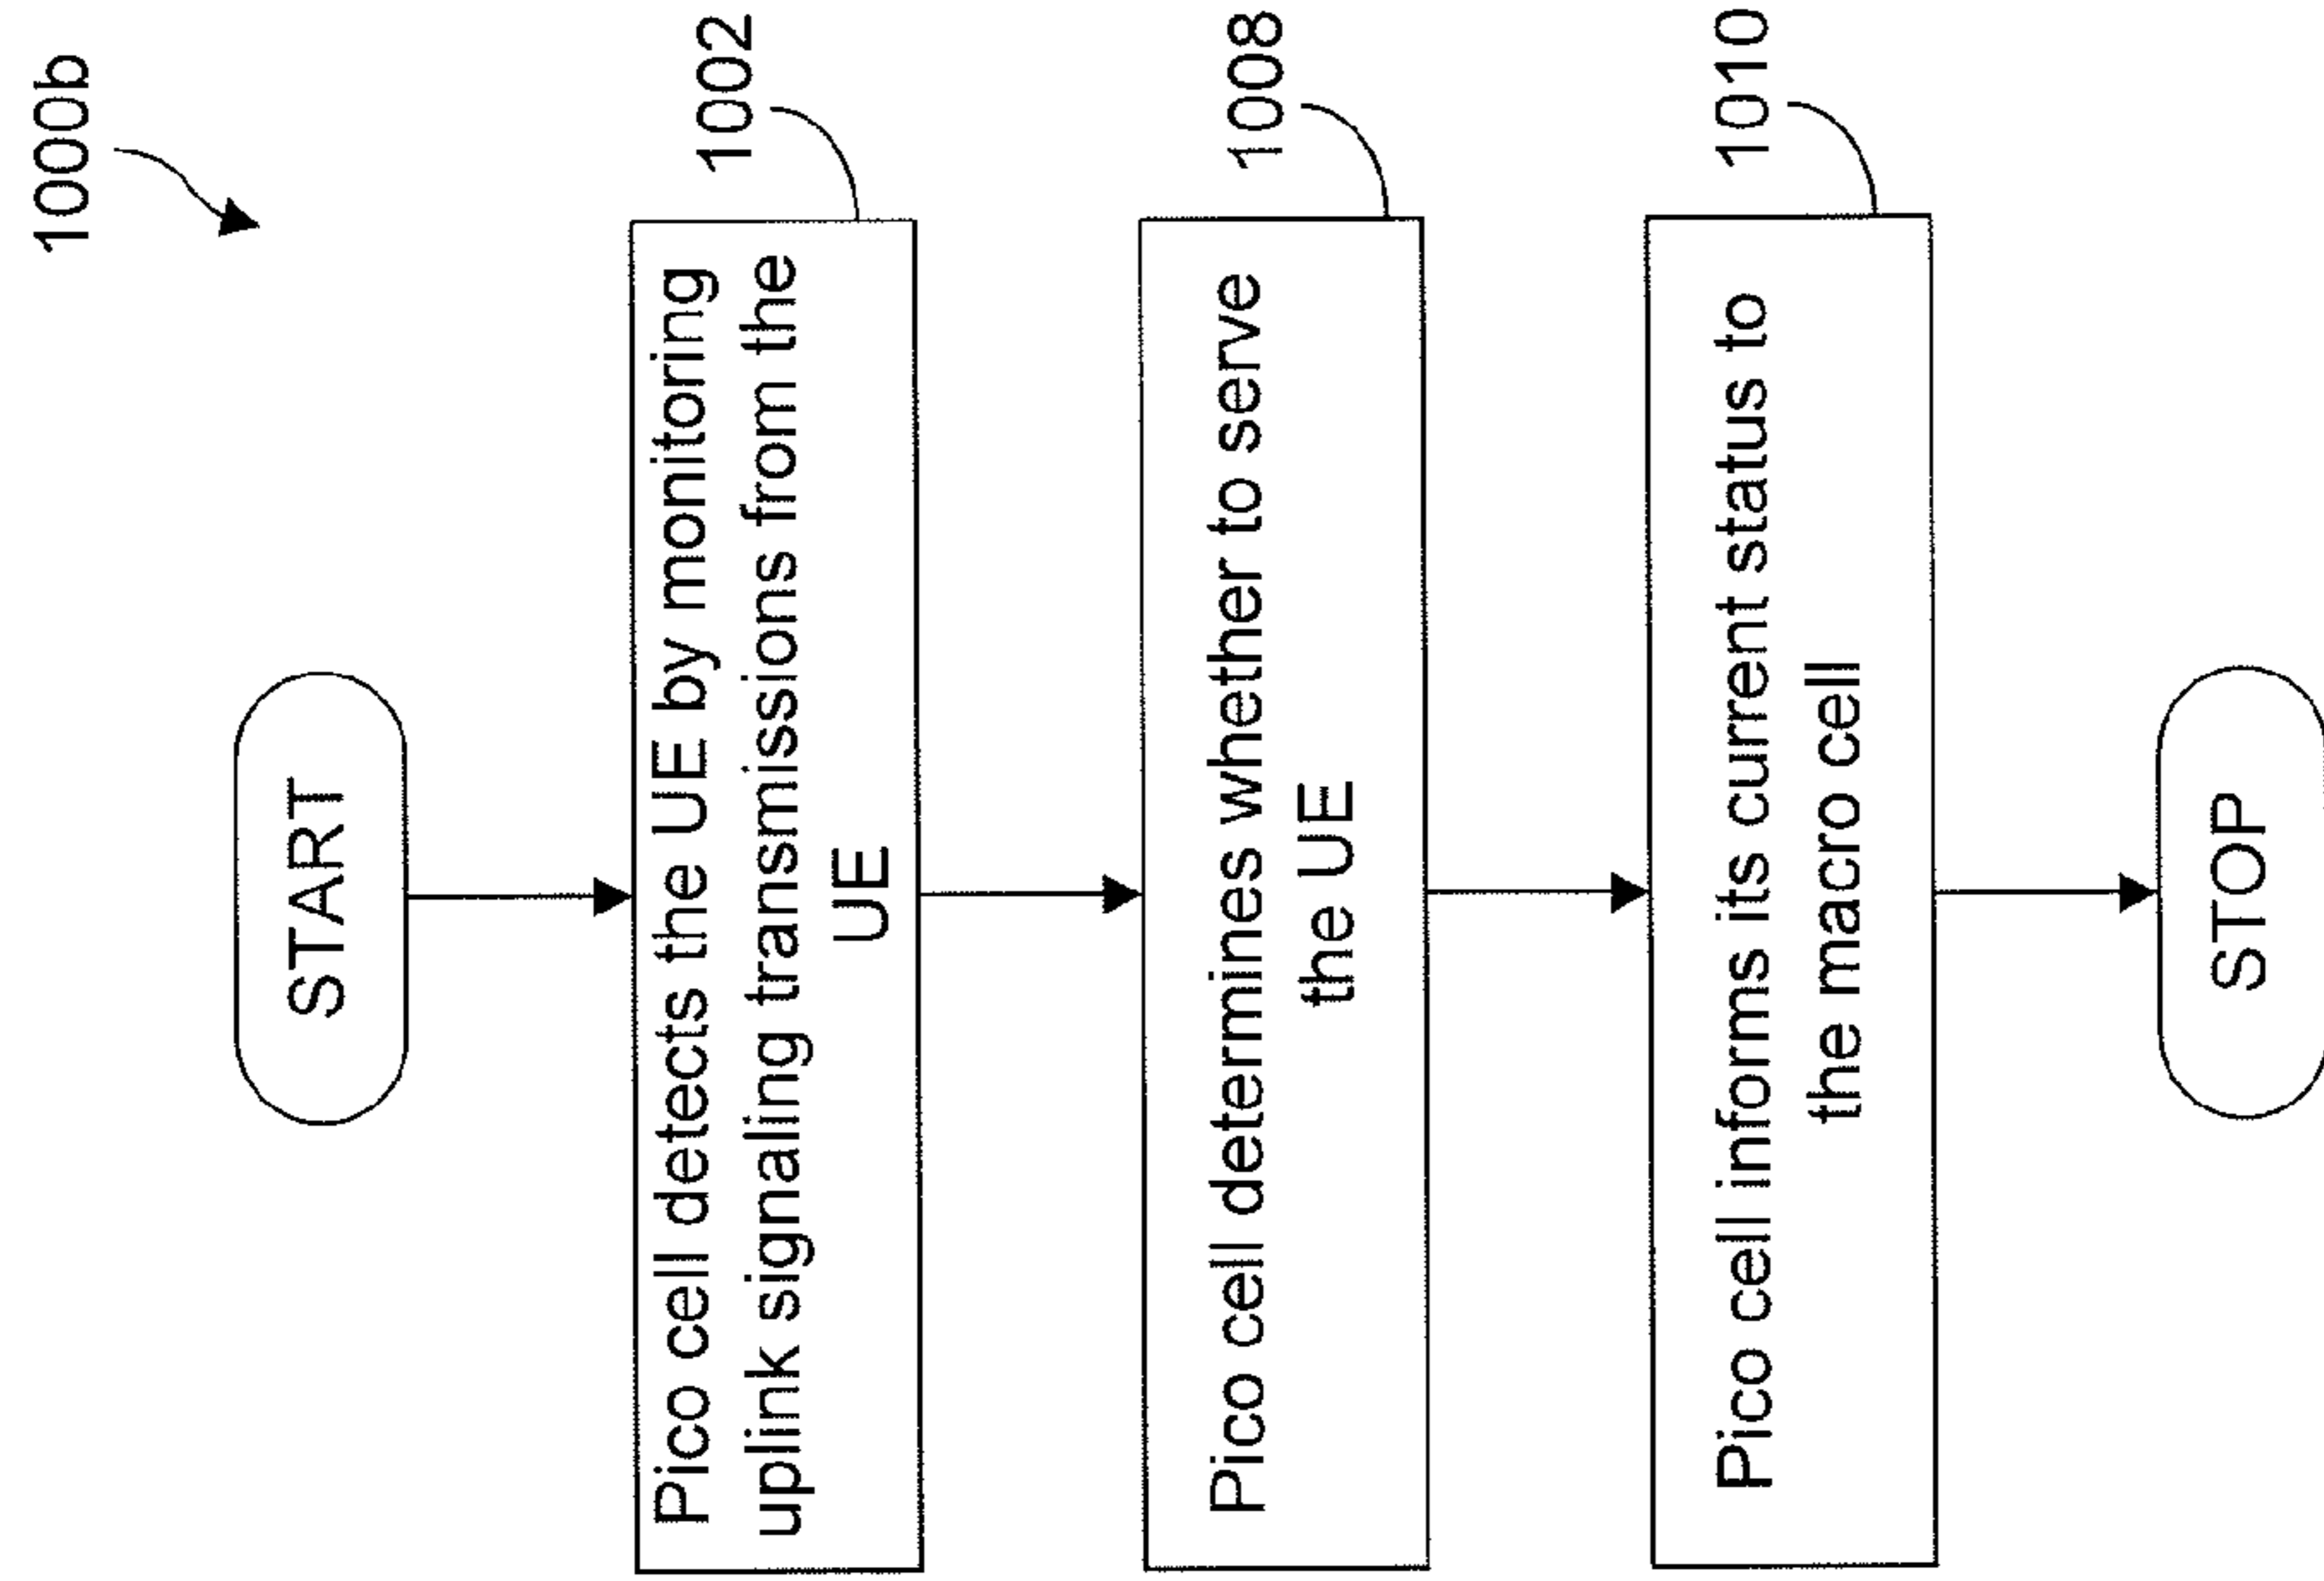 1000b
START
Pico cell detects the UE by monitoring
uplink signaling transmissions from the
UE
1002
Pico cell determines whether to serve
the UE
1008
Pico cell informs its current status to
the macro cell
1010
STOP